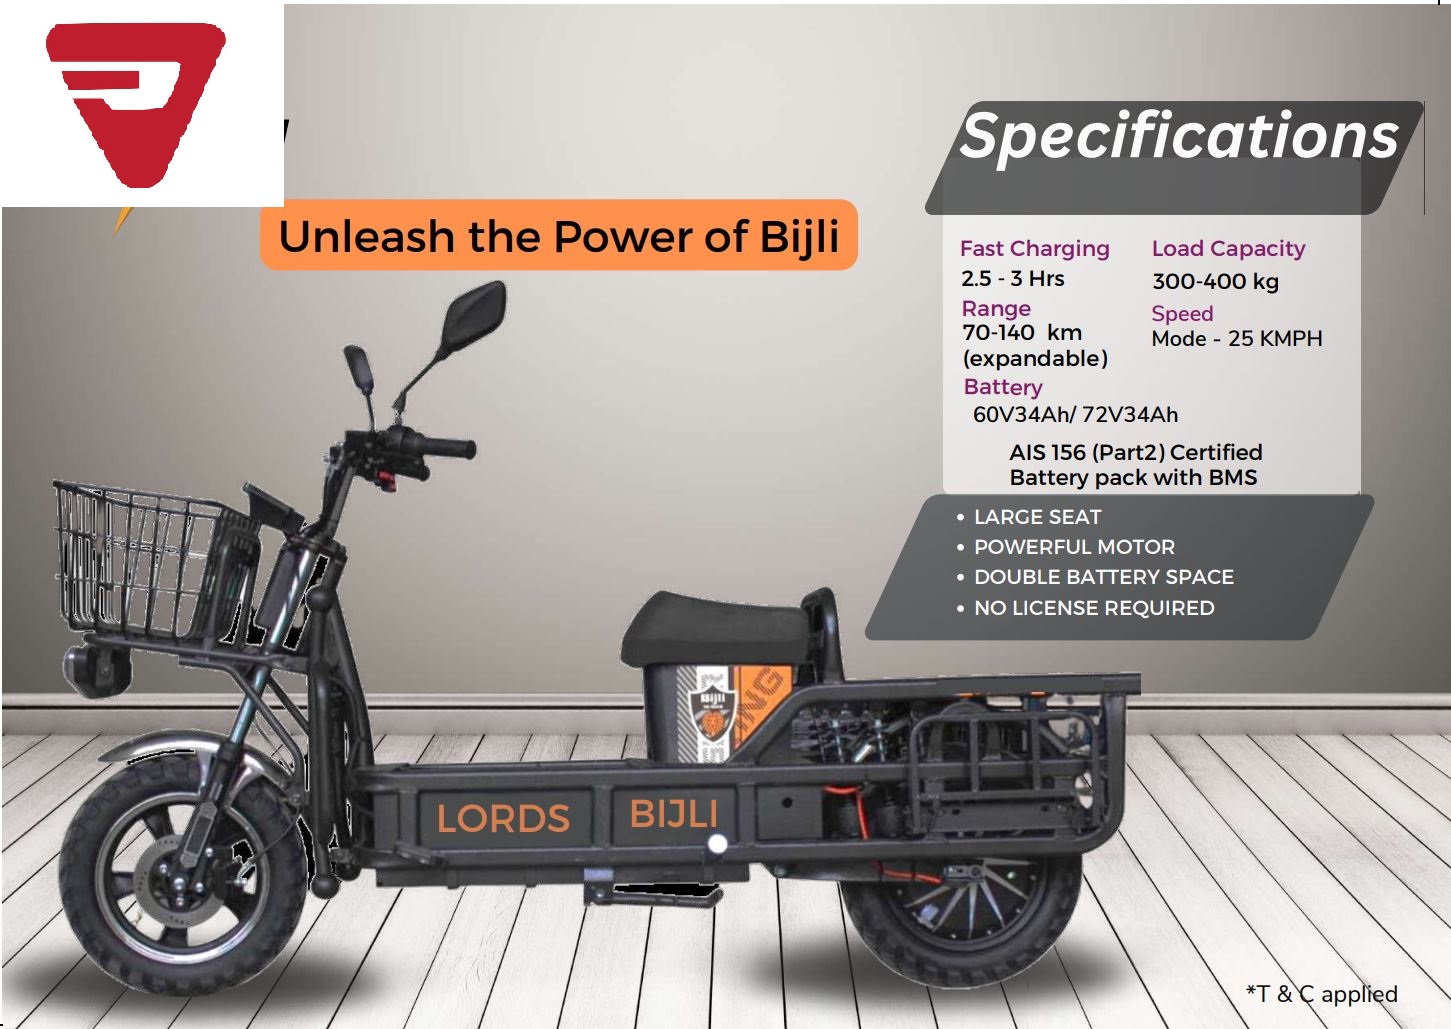 Unleash the Power of Bijli
Specifications
Fast Charging
2.5 - 3 Hrs
Range
70-140 km
(expandable)
Battery
60V34Ah/ 72V34Ah
Load Capacity
300-400 kg
Speed
Mode - 25 KMPH
AIS 156 (Part2) Certified
Battery pack with BMS
• LARGE SEAT
• POWERFUL MOTOR
• DOUBLE BATTERY SPACE
• NO LICENSE REQUIRED
Bijli
ING
LORDS BIJLI
*T & C applied